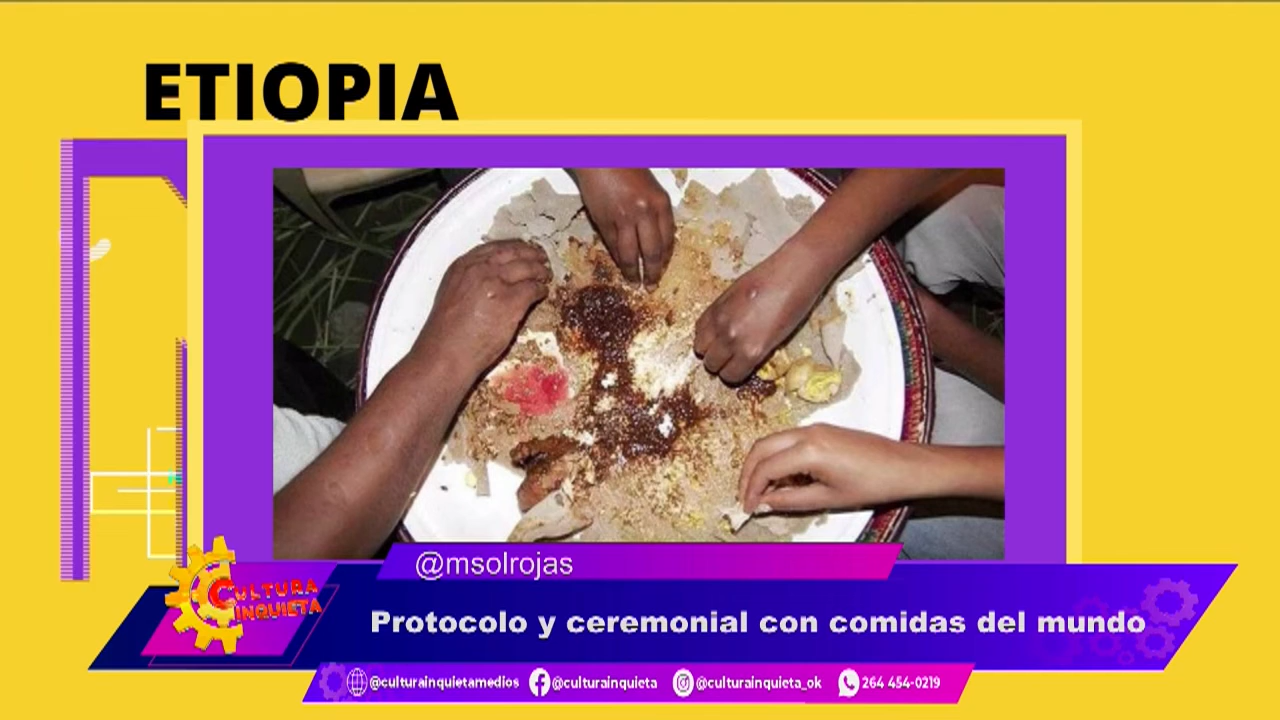 ETIOPIA
@msolrojas
CULTURA
INQUIETA
Protocolo y ceremonial con comidas del mundo
@culturainquietamedios @culturainquieta @culturainquieta_ok 264 454-0219